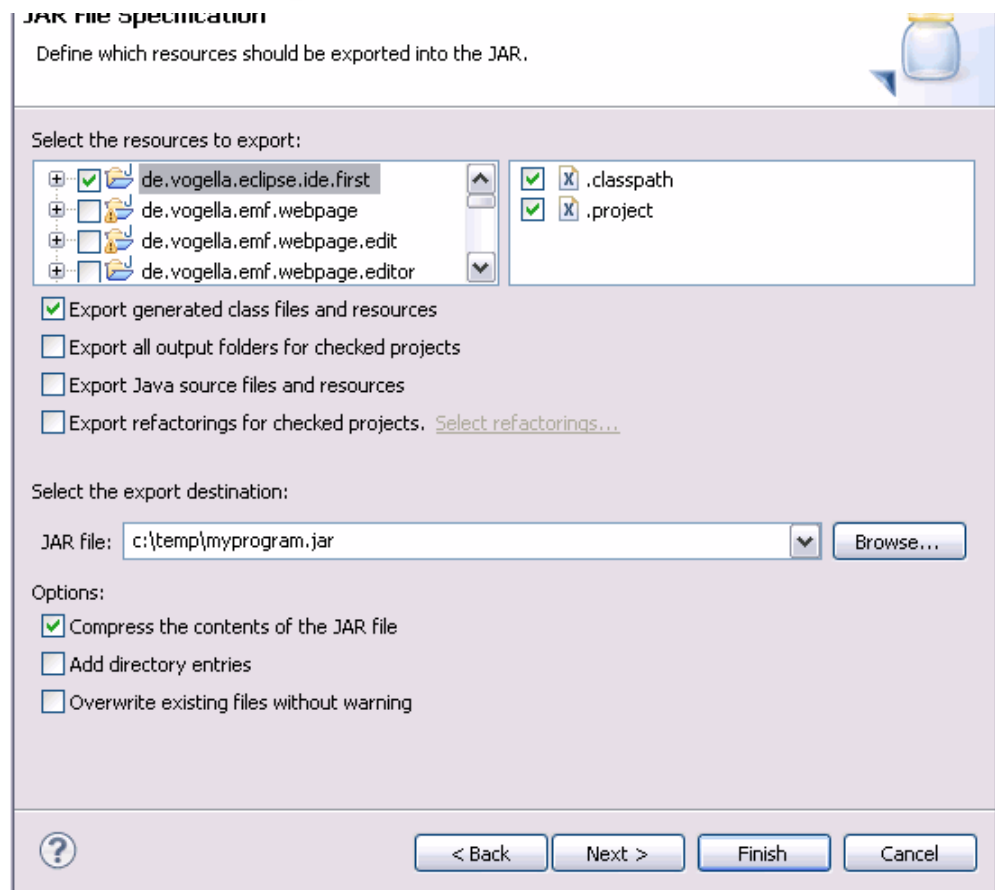 JAR File Specification
Define which resources should be exported into the JAR.
Select the resources to export:
de.vogella.eclipse.ide.first
de.vogella.emf.webpage
de.vogella.emf.webpage.edit
de.vogella.emf.webpage.editor
.classpath
.project
Export generated class files and resources
Export all output folders for checked projects
Export Java source files and resources
Export refactorings for checked projects. Select refactorings...
Select the export destination:
JAR file: c:\temp\myprogram.jar Browse...
Options:
Compress the contents of the JAR file
Add directory entries
Overwrite existing files without warning
? < Back Next > Finish Cancel